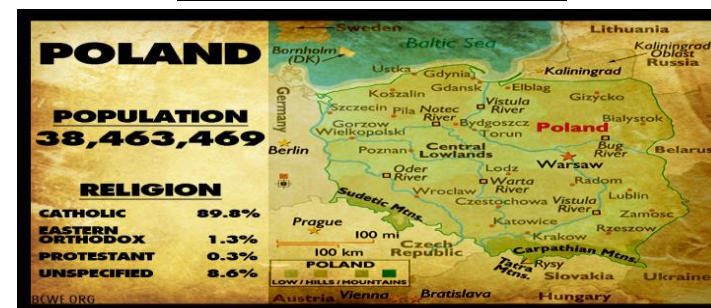 POLAND
POPULATION
38,463,469
RELIGION
CATHOLIC 89.8%
EASTERN
ORTHODOX 1.3%
PROTESTANT 0.3%
UNSPECIFIED 8.6%
BCWE.ORG
Sweden
Lithuania
Baltic Sea
Bornholm
(DK)
Kaliningrad
Oblast
Russia
Ustka
Gdynia
Kaliningrad
Koszalin
Gdansk
Elblag
Gizycko
Germany
Szczecin
Pila
Notec
River
Vistula
River
Bialystok
Gorzow
Wielkopolski
Bydgoszcz
Torun
Poland
Berlin
Poznan
Central
Lowlands
Bug
River
Belarus
Warsaw
Oder
River
Lodz
Warta
River
Radom
Wroclaw
Lublin
Sudetic Mtns.
Czestochowa
Vistula
River
Zamosc
Prague
Katowice
Rzeszow
100 mi
Krakow
100 km
Czech
Republic
Carpathian Mtns.
POLAND
LOW / HILLS / MOUNTAINS
Tatra
Mtns.
Rysy
Slovakia
Ukraine
Austria
Vienna
Bratislava
Hungary